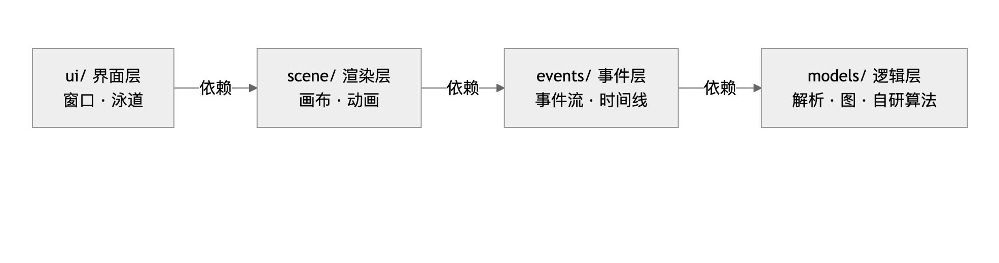 ui/ 界面层
窗口 · 泳道
依赖
scene/ 渲染层
画布 · 动画
依赖
events/ 事件层
事件流 · 时间线
依赖
models/ 逻辑层
解析 · 图 · 自研算法